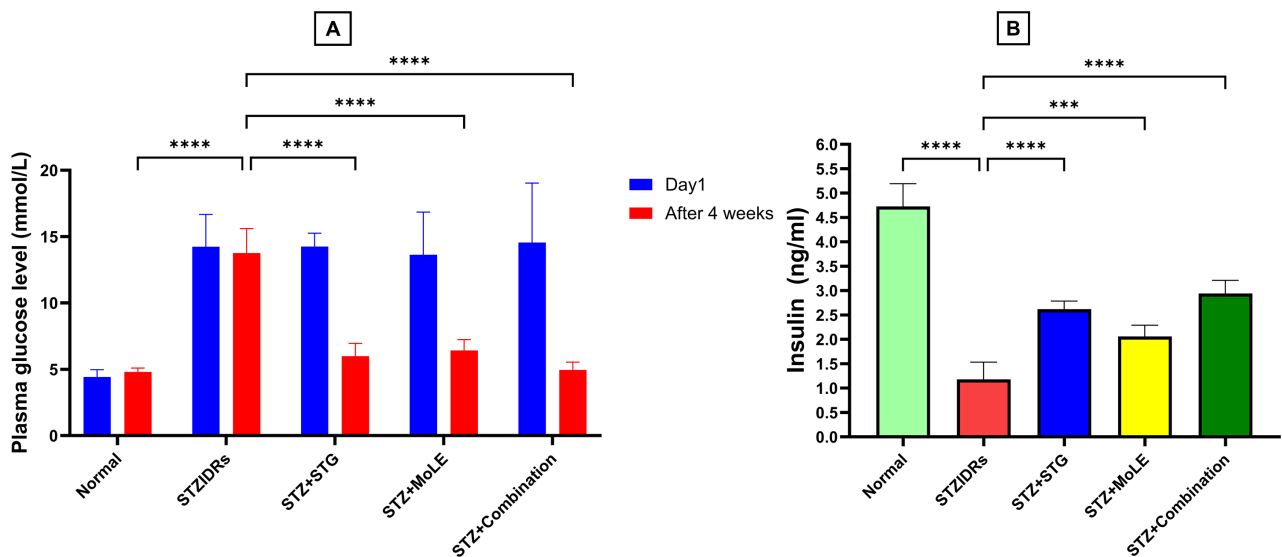 A
****
****
****
****
Plasma glucose level (mmol/L)
20
15
10
5
0
Normal
STZIDRs
STZ+STG
STZ+MoLE
STZ+Combination
Day1
After 4 weeks
B
****
***
****
****
Insulin (ng/ml)
6.0
5.5
5.0
4.5
4.0
3.5
3.0
2.5
2.0
1.5
1.0
0.5
0.0
Normal
STZIDRs
STZ+STG
STZ+MoLE
STZ+Combination